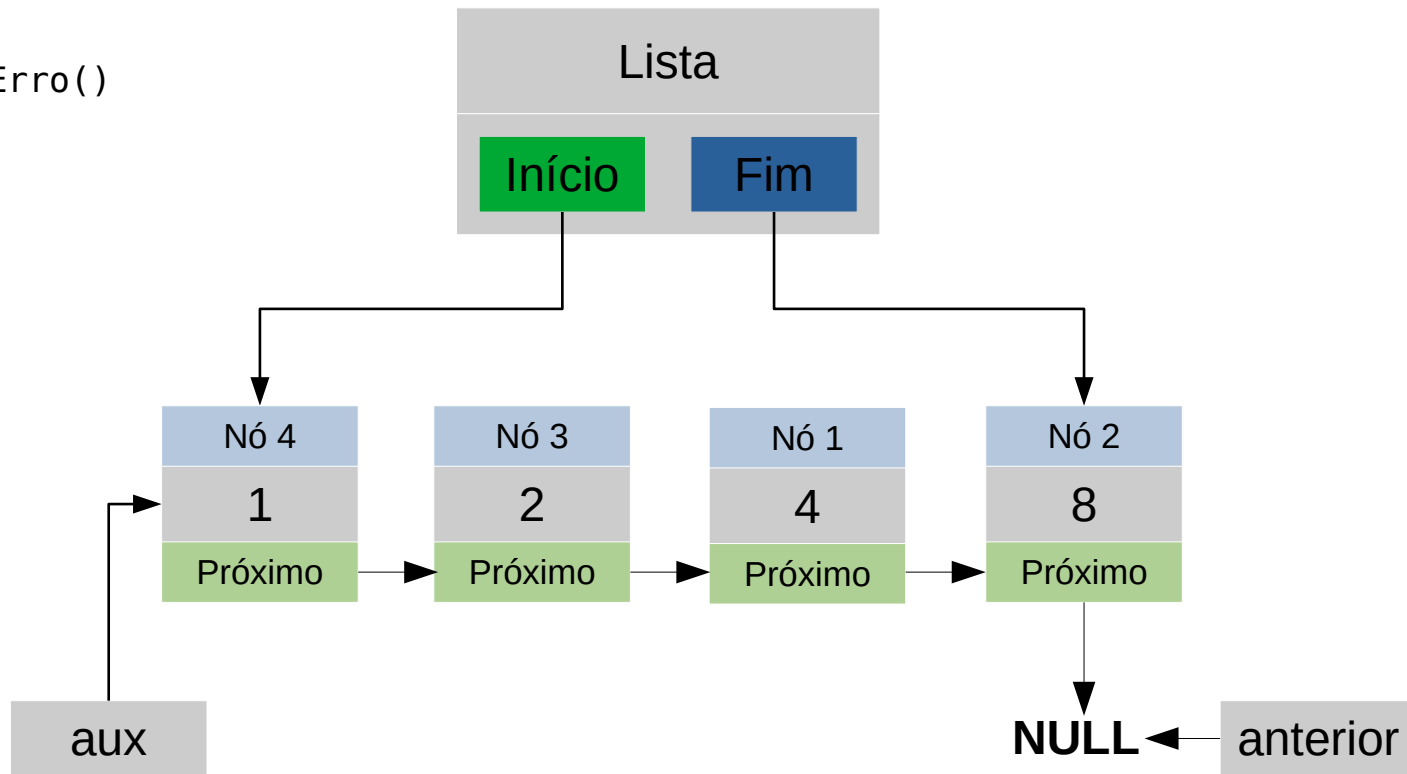 Erro()
Lista
Início Fim
Nó 4 Nó 3 Nó 1 Nó 2
1 2 4 8
Próximo Próximo Próximo Próximo
aux NULL anterior